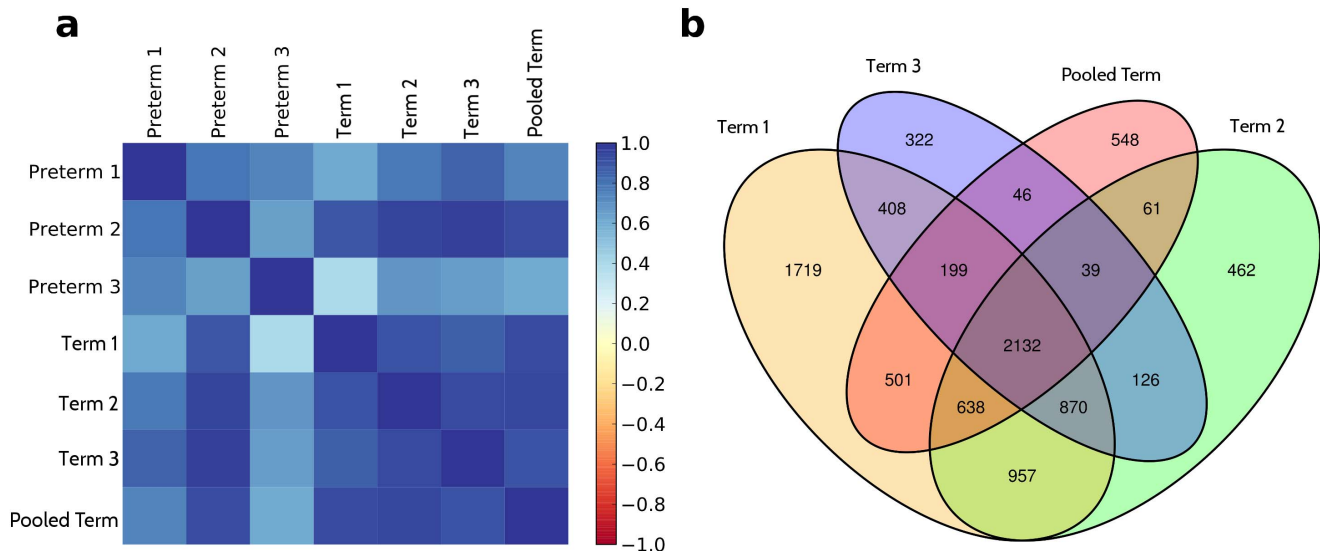 a
Preterm 1
Preterm 2
Preterm 3
Term 1
Term 2
Term 3
Pooled Term
Preterm 1
Preterm 2
Preterm 3
Term 1
Term 2
Term 3
Pooled Term
1.0
0.8
0.6
0.4
0.2
0.0
−0.2
−0.4
−0.6
−0.8
−1.0
b
Term 1
Term 3
Pooled Term
Term 2
322
548
408
46
61
1719
199
39
462
2132
501
126
638
870
957